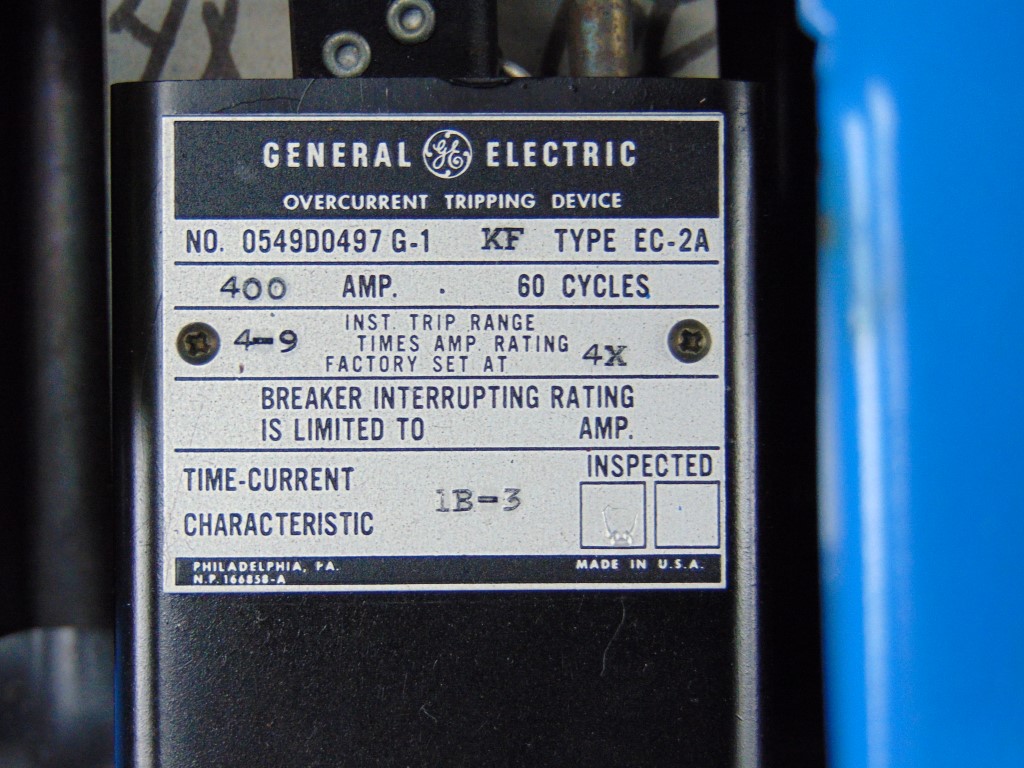 GENERAL GE ELECTRIC
OVERCURRENT TRIPPING DEVICE
NO. 0549D0497 G-1 KF TYPE EC-2A
400 AMP. 60 CYCLES
INST. TRIP RANGE
4-9 TIMES AMP. RATING
FACTORY SET AT 4X
BREAKER INTERRUPTING RATING
IS LIMITED TO AMP.
TIME-CURRENT
CHARACTERISTIC
1B-3
INSPECTED
PHILADELPHIA, PA.
N.P. 166858-A
MADE IN U.S.A.